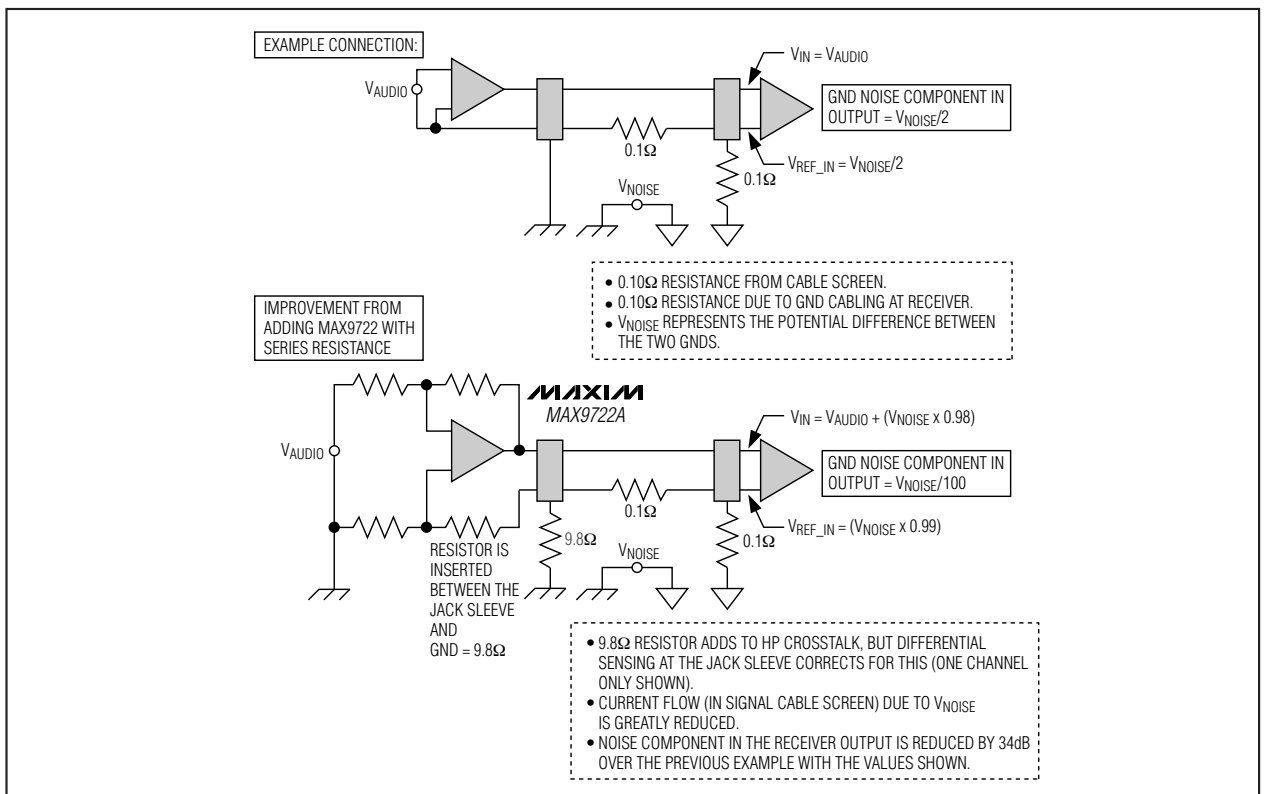 EXAMPLE CONNECTION:
VAUDIO
VIN = VAUDIO
GND NOISE COMPONENT IN
OUTPUT = VNOISE/2
0.1Ω
VREF_IN = VNOISE/2
0.1Ω
VNOISE
• 0.10Ω RESISTANCE FROM CABLE SCREEN.
• 0.10Ω RESISTANCE DUE TO GND CABLING AT RECEIVER.
• VNOISE REPRESENTS THE POTENTIAL DIFFERENCE BETWEEN
THE TWO GNDS.
IMPROVEMENT FROM
ADDING MAX9722 WITH
SERIES RESISTANCE
MAXIM
MAX9722A
VAUDIO
VIN = VAUDIO + (VNOISE x 0.98)
GND NOISE COMPONENT IN
OUTPUT = VNOISE/100
0.1Ω
VREF_IN = (VNOISE x 0.99)
9.8Ω
0.1Ω
VNOISE
RESISTOR IS
INSERTED
BETWEEN THE
JACK SLEEVE
AND
GND = 9.8Ω
• 9.8Ω RESISTOR ADDS TO HP CROSSTALK, BUT DIFFERENTIAL
SENSING AT THE JACK SLEEVE CORRECTS FOR THIS (ONE CHANNEL
ONLY SHOWN).
• CURRENT FLOW (IN SIGNAL CABLE SCREEN) DUE TO VNOISE
IS GREATLY REDUCED.
• NOISE COMPONENT IN THE RECEIVER OUTPUT IS REDUCED BY 34dB
OVER THE PREVIOUS EXAMPLE WITH THE VALUES SHOWN.